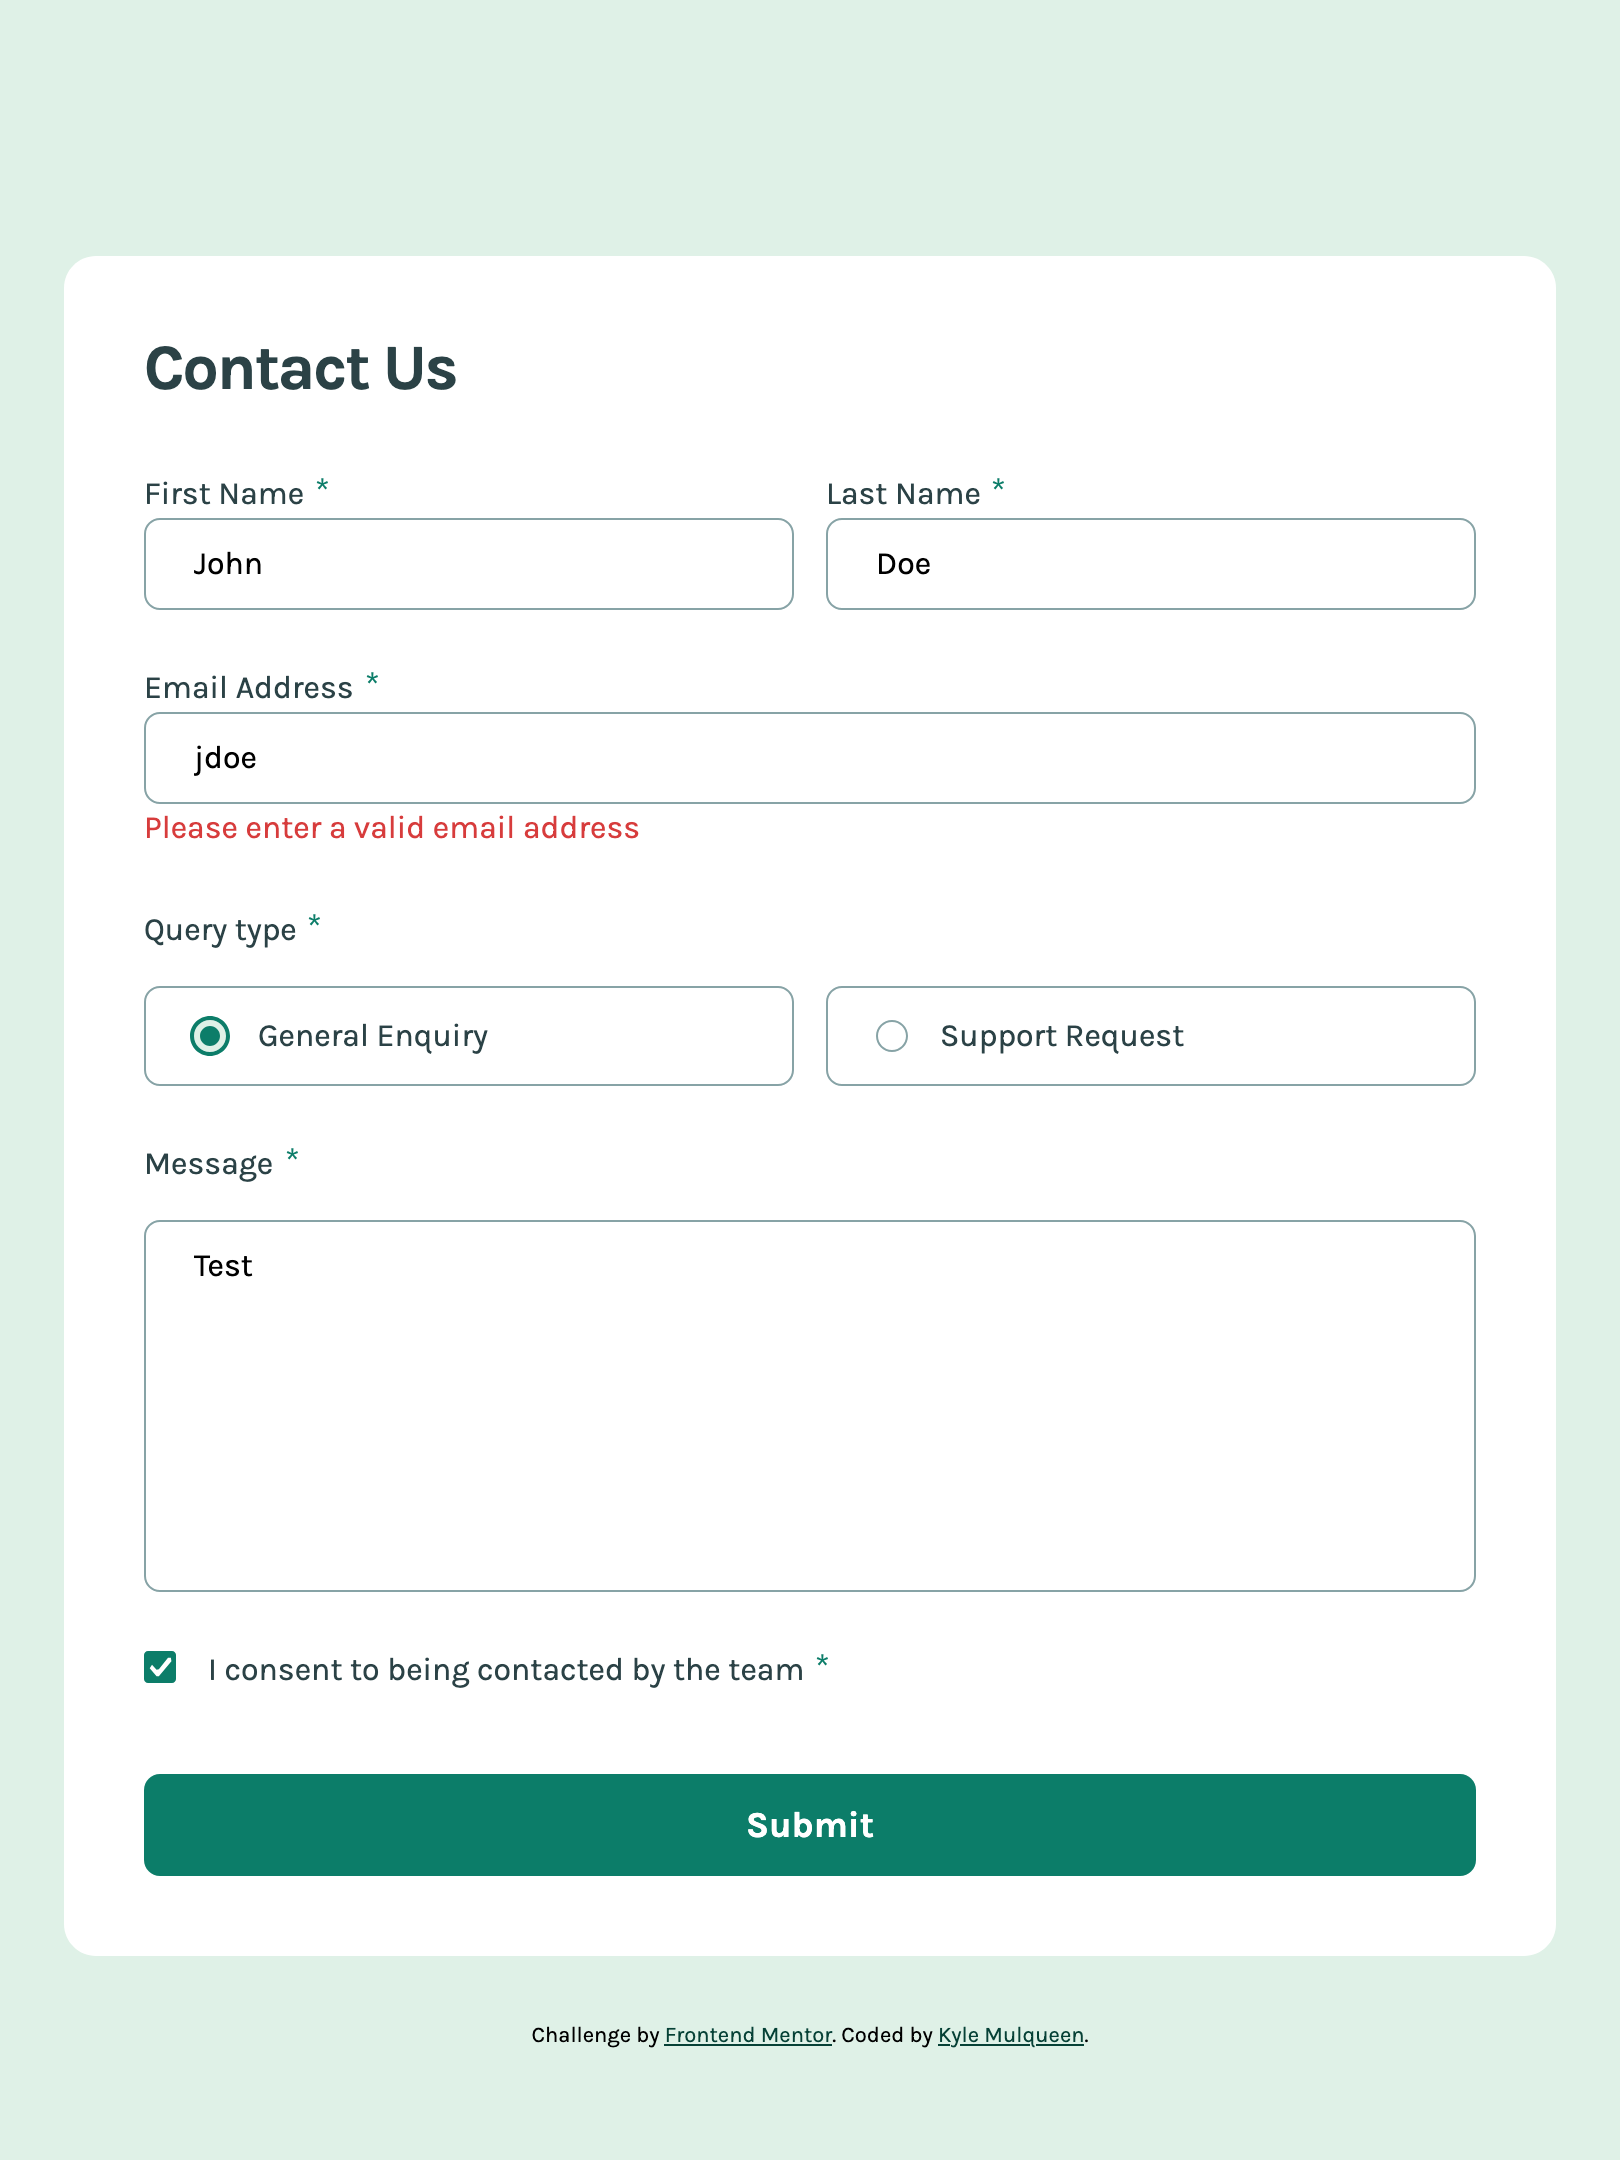 Contact Us
First Name *
Last Name *
John
Doe
Email Address *
jdoe
Please enter a valid email address
Query type *
General Enquiry
Support Request
Message *
Test
I consent to being contacted by the team *
Submit
Challenge by Frontend Mentor. Coded by Kyle Mulqueen.